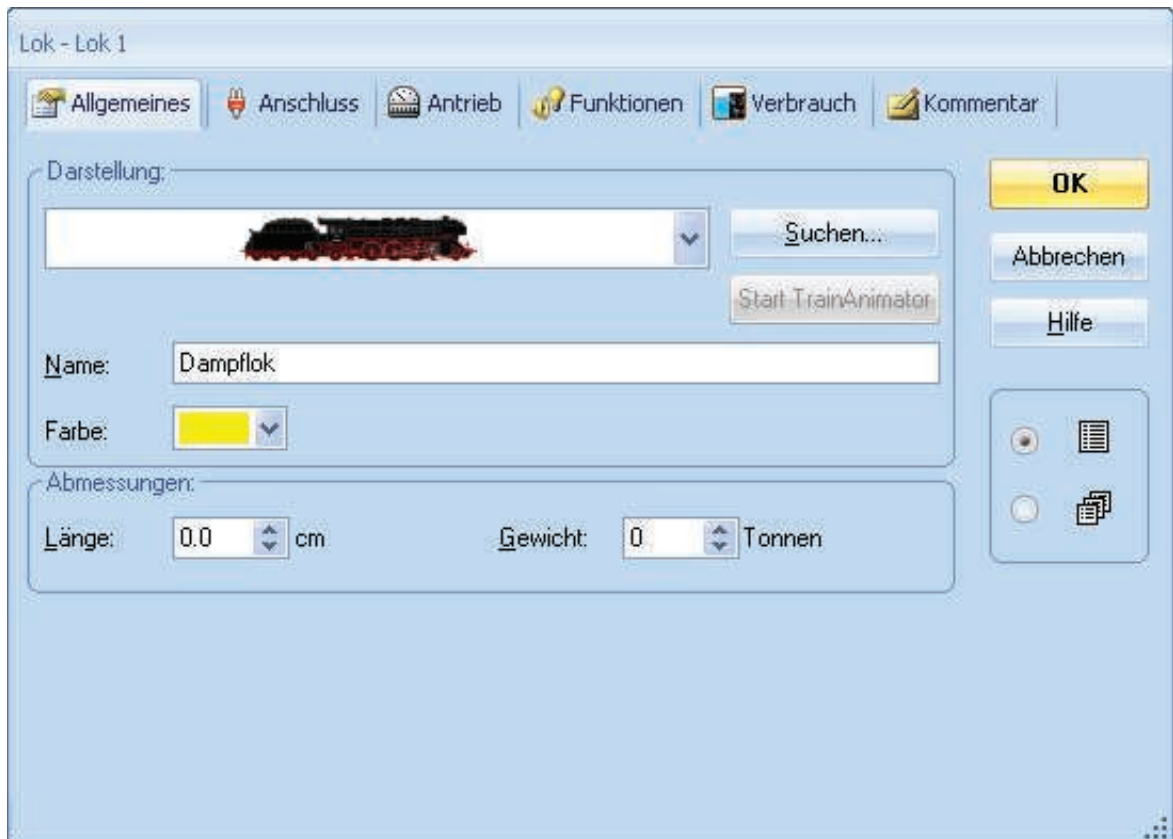 Lok - Lok 1
Allgemeines Anschluss Antrieb Funktionen Verbrauch Kommentar
Darstellung:
OK
Suchen...
Abbrechen
Start TrainAnimator
Hilfe
Name: Dampflok
Farbe:
Abmessungen:
Länge: 0.0 cm Gewicht: 0 Tonnen